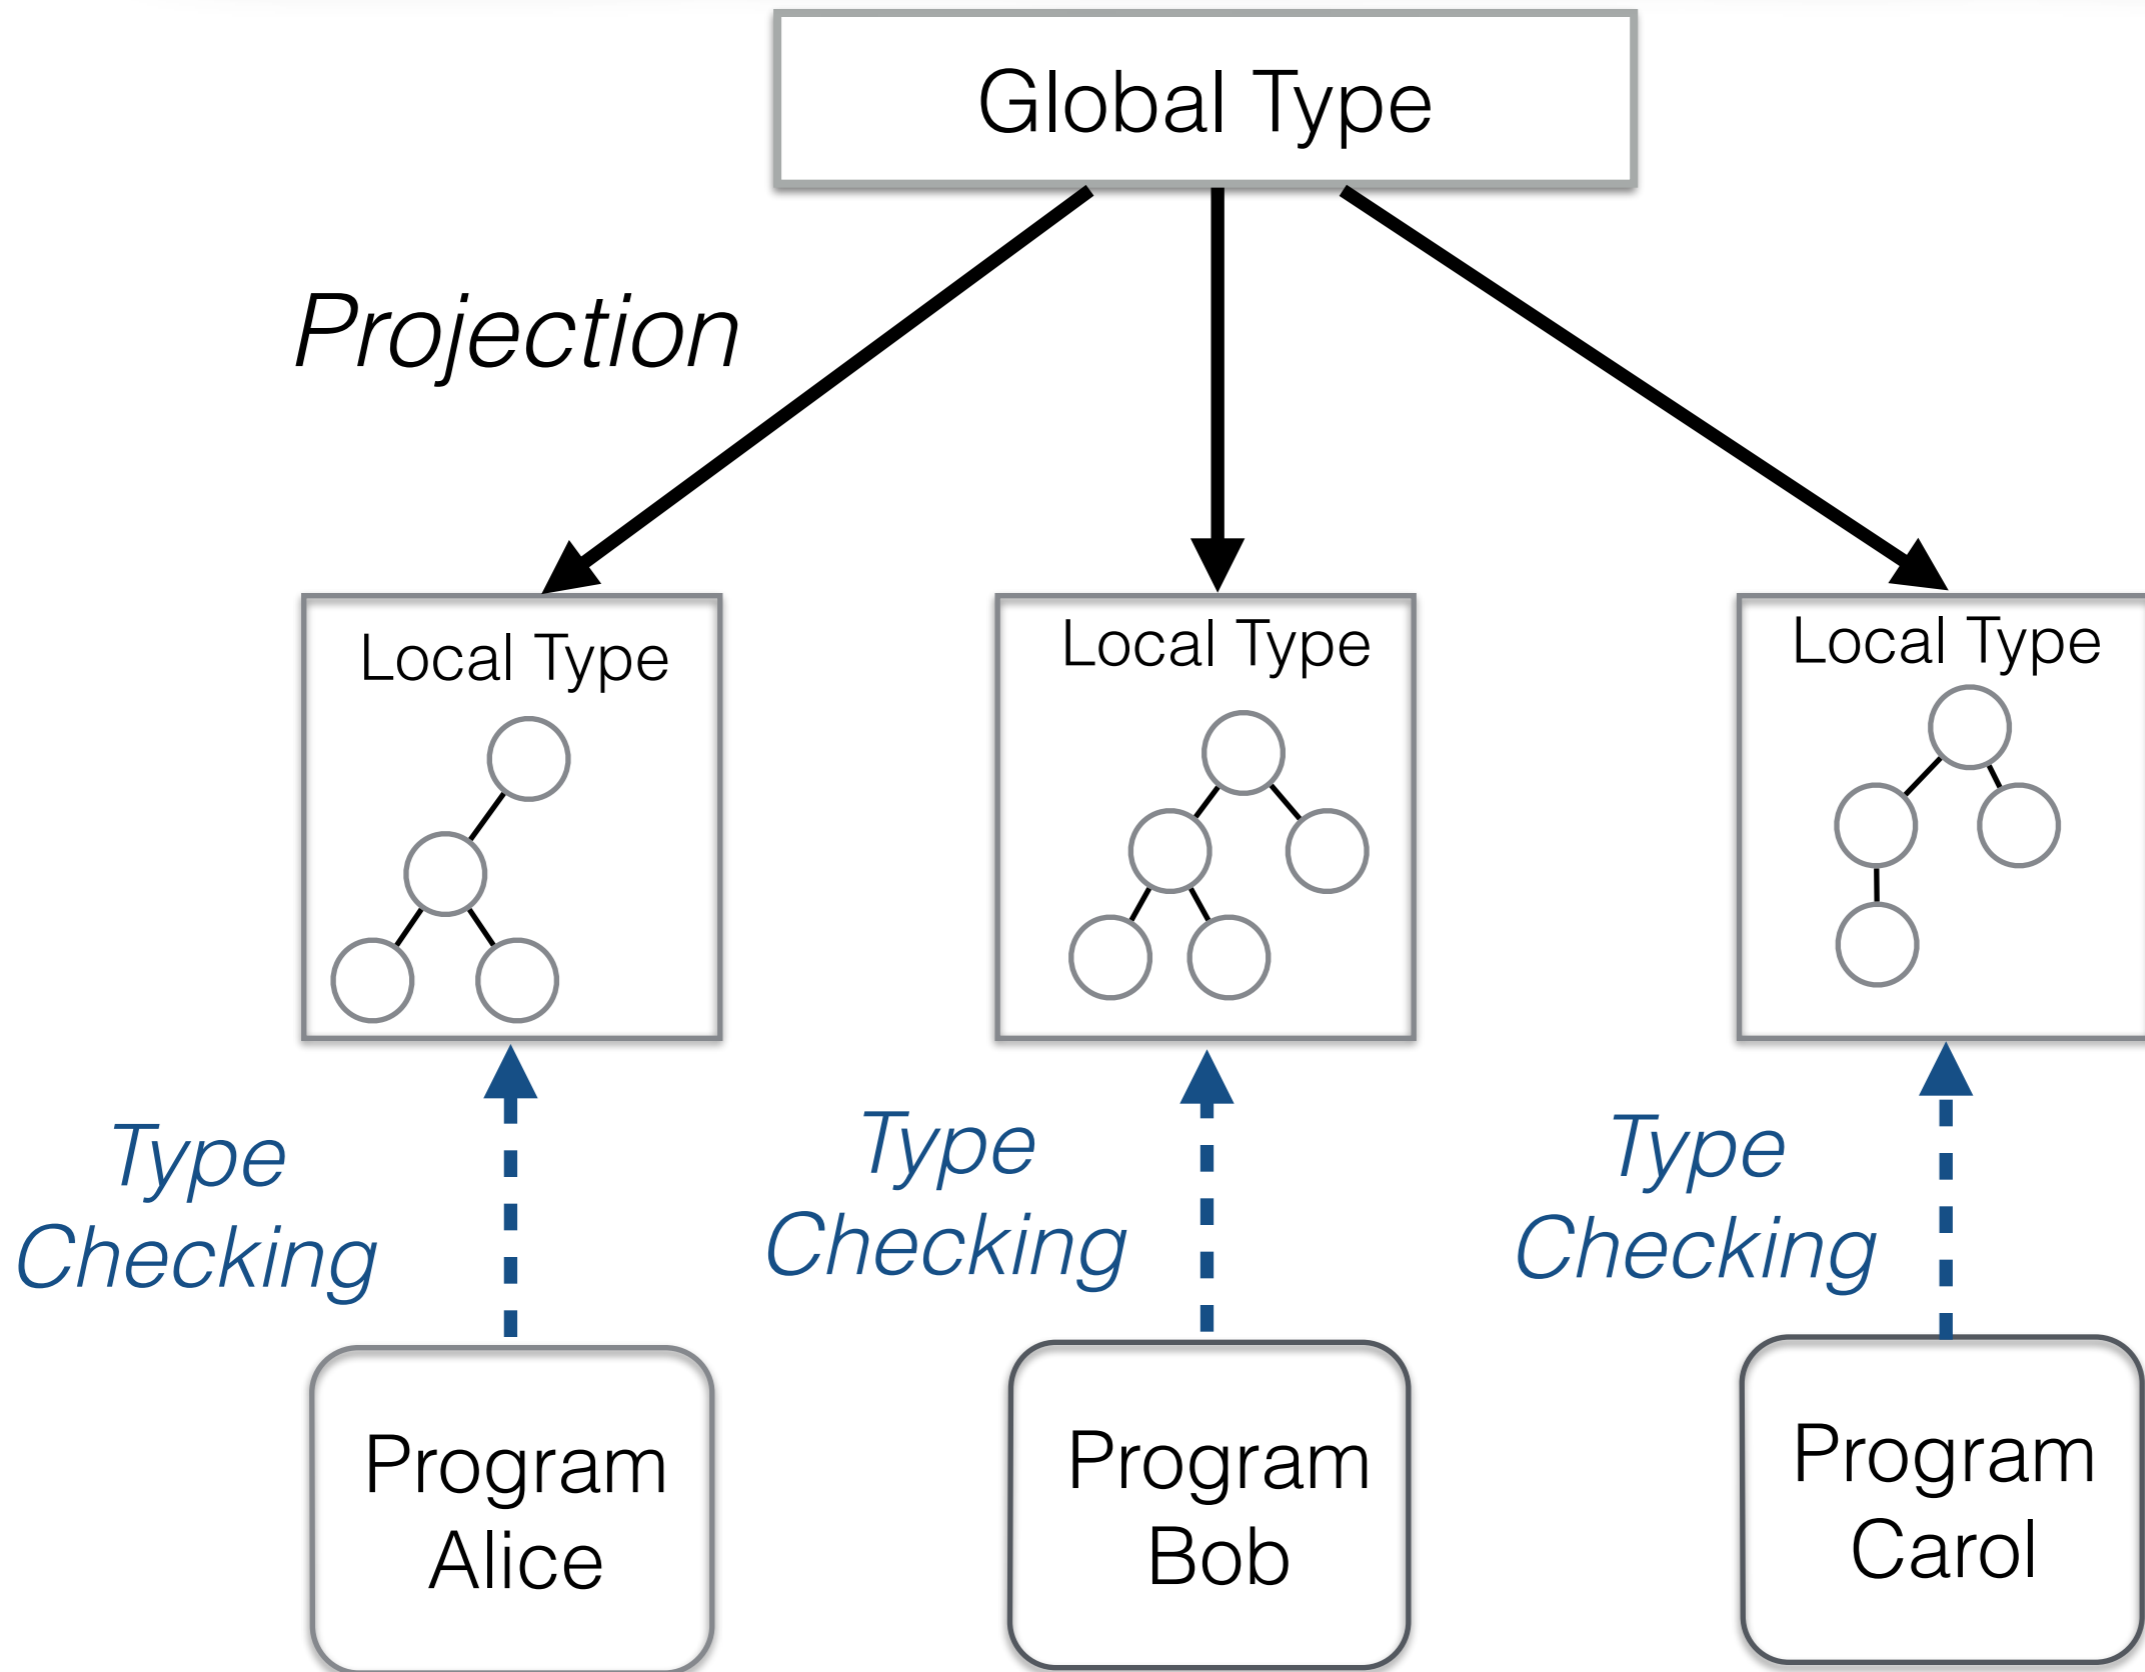 Global Type
Projection
Local Type
Local Type
Local Type
Type
Checking
Type
Checking
Type
Checking
Program
Alice
Program
Bob
Program
Carol